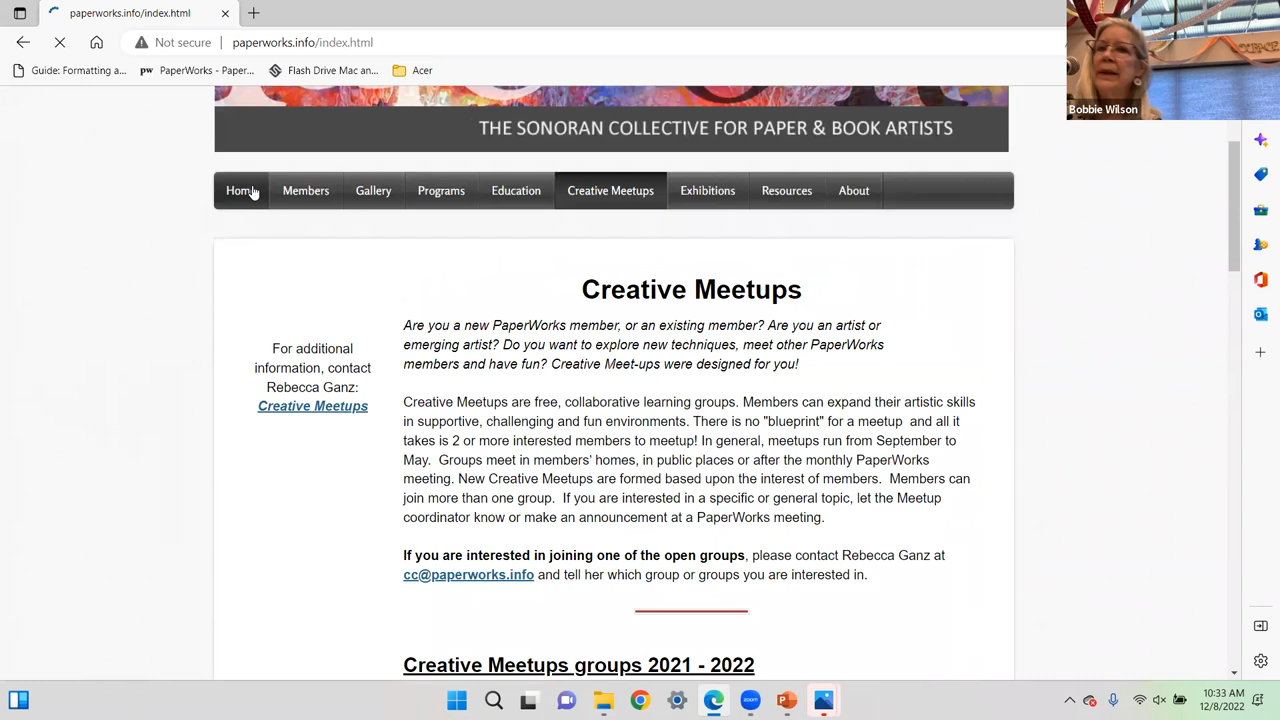 paperworks.info/index.html
Not secure
paperworks.info/index.html
Guide: Formatting a...
pw
PaperWorks - Paper...
Flash Drive Mac an...
Acer
Bobbie Wilson
THE SONORAN COLLECTIVE FOR PAPER & BOOK ARTISTS
Home
Members
Gallery
Programs
Education
Creative Meetups
Exhibitions
Resources
About
Creative Meetups
Are you a new PaperWorks member, or an existing member? Are you an artist or
emerging artist? Do you want to explore new techniques, meet other PaperWorks
members and have fun? Creative Meet-ups were designed for you!
For additional
information, contact
Rebecca Ganz:
Creative Meetups
Creative Meetups are free, collaborative learning groups. Members can expand their artistic skills
in supportive, challenging and fun environments. There is no "blueprint" for a meetup  and all it
takes is 2 or more interested members to meetup! In general, meetups run from September to
May.  Groups meet in members' homes, in public places or after the monthly PaperWorks
meeting. New Creative Meetups are formed based upon the interest of members.  Members can
join more than one group.  If you are interested in a specific or general topic, let the Meetup
coordinator know or make an announcement at a PaperWorks meeting.
If you are interested in joining one of the open groups, please contact Rebecca Ganz at
cc@paperworks.info and tell her which group or groups you are interested in.
Creative Meetups groups 2021 - 2022
10:33 AM
12/8/2022